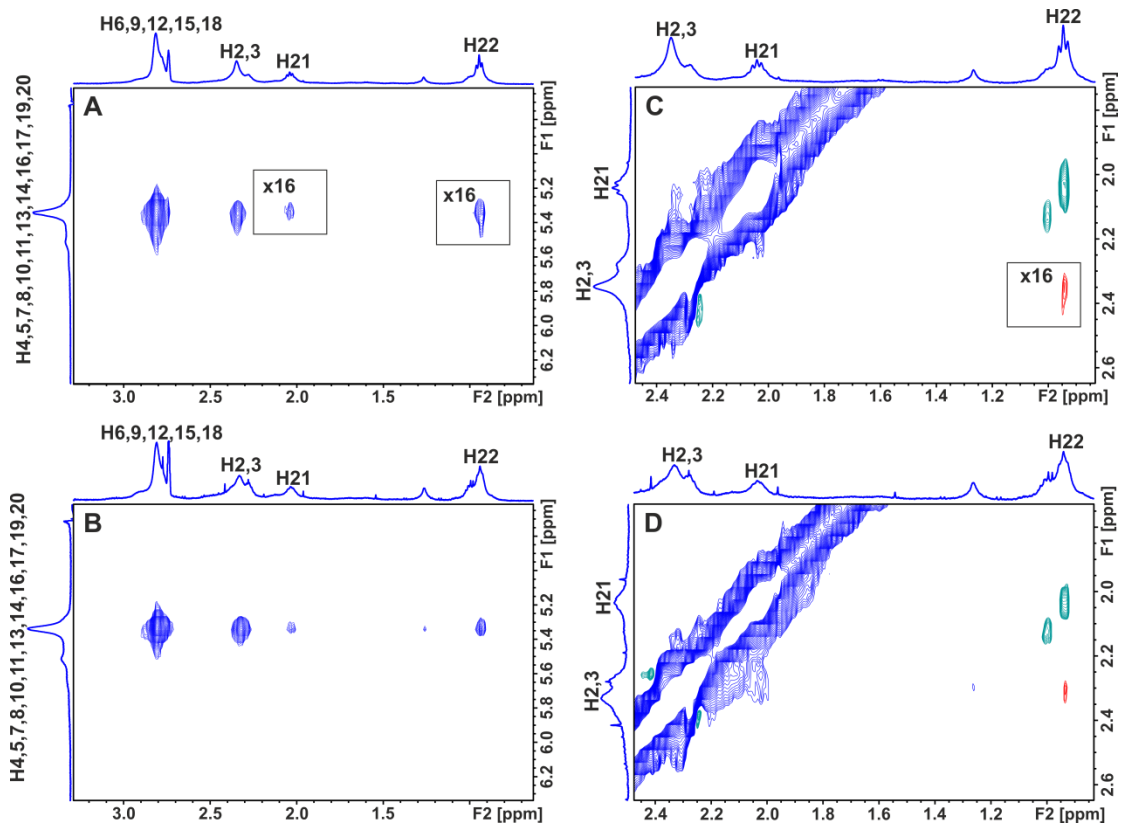 H6,9,12,15,18
H2,3
H21
H22
A
x16
x16
H4,5,7,8,10,11,13,14,16,17,19,20
F1 [ppm]
5.2
5.4
5.6
5.8
6.0
6.2
3.0
2.5
2.0
1.5
F2 [ppm]
H2,3
H21
H22
C
x16
H21
H2,3
F1 [ppm]
2.0
2.2
2.4
2.6
2.4
2.2
2.0
1.8
1.6
1.4
1.2
F2 [ppm]
H6,9,12,15,18
H2,3
H21
H22
B
H4,5,7,8,10,11,13,14,16,17,19,20
F1 [ppm]
5.2
5.4
5.6
5.8
6.0
6.2
3.0
2.5
2.0
1.5
F2 [ppm]
H2,3
H21
H22
D
H21
H2,3
F1 [ppm]
2.0
2.2
2.4
2.6
2.4
2.2
2.0
1.8
1.6
1.4
1.2
F2 [ppm]